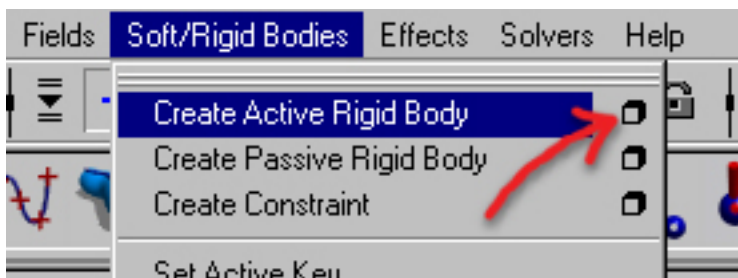 Fields Soft/Rigid Bodies Effects Solvers Help
Create Active Rigid Body
Create Passive Rigid Body
Create Constraint
Set Active Key